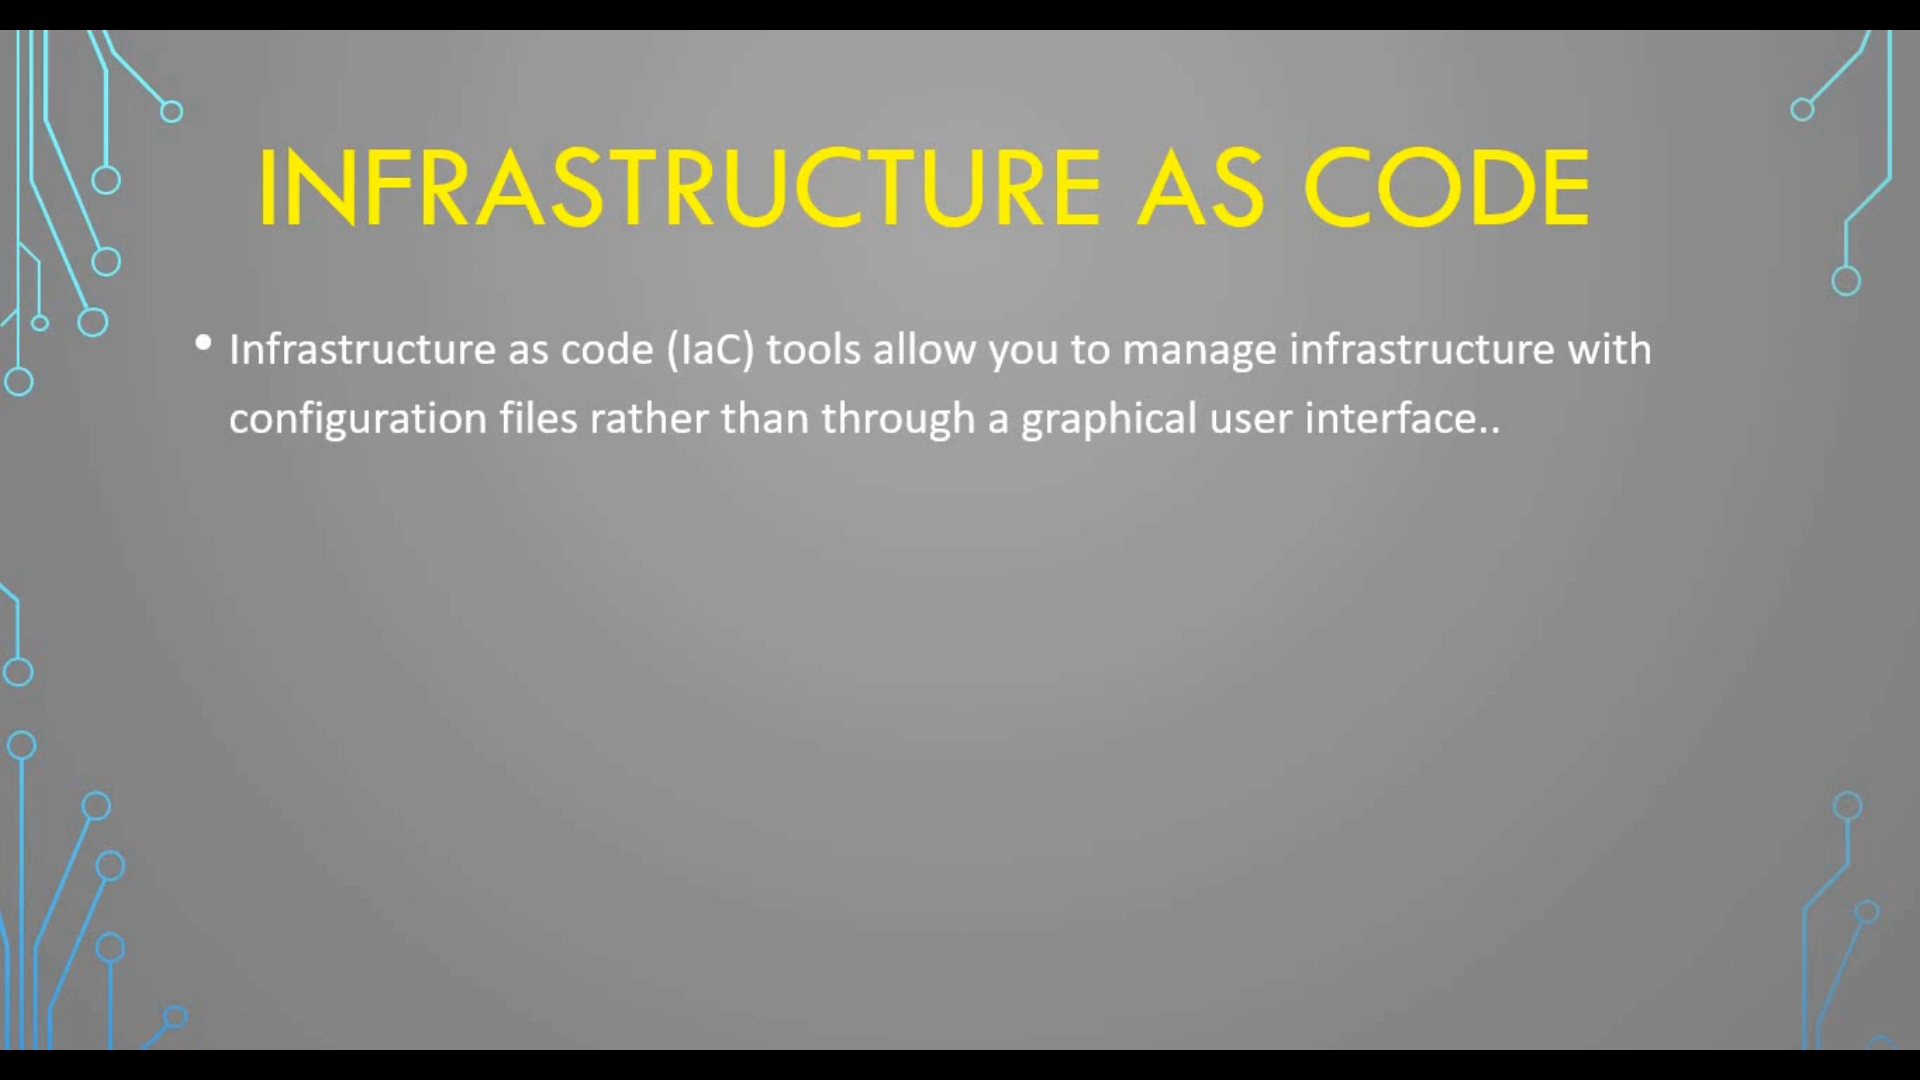 INFRASTRUCTURE AS CODE
• Infrastructure as code (IaC) tools allow you to manage infrastructure with
configuration files rather than through a graphical user interface..